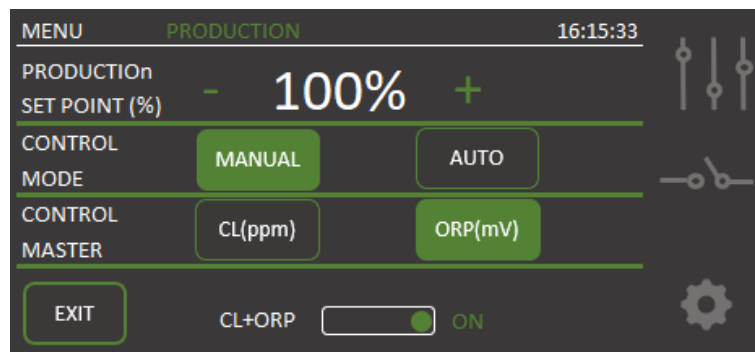 MENU PRODUCTION 16:15:33
PRODUCTIOn
SET POINT (%) - 100% +
CONTROL
MODE
MANUAL AUTO
CONTROL
MASTER
CL(ppm) ORP(mV)
EXIT CL+ORP ON